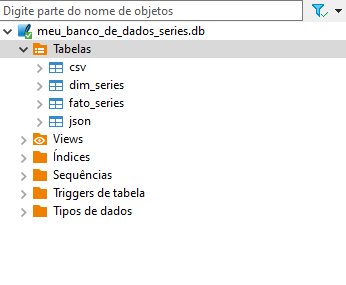 Digite parte do nome de objetos
meu_banco_de_dados_series.db
Tabelas
csv
dim_series
fato_series
json
Views
Índices
Sequências
Triggers de tabela
Tipos de dados